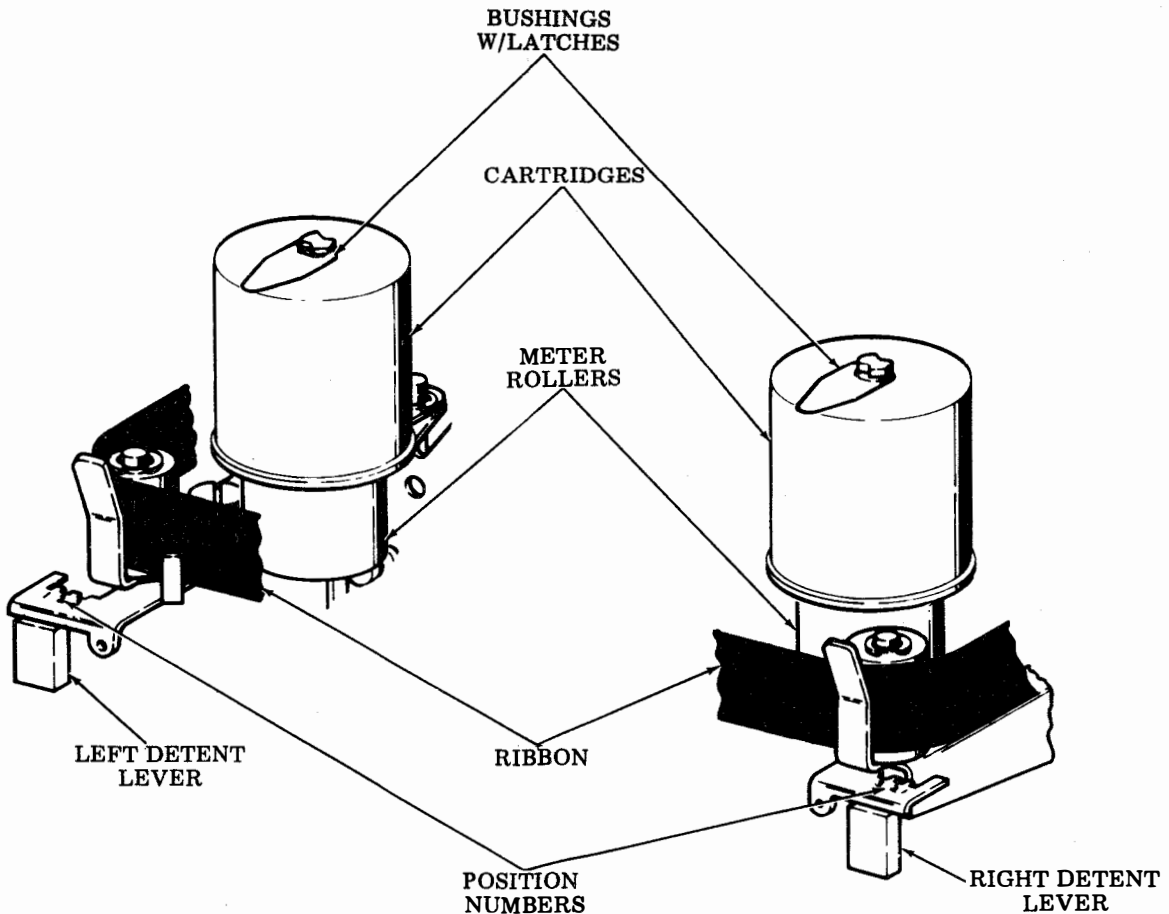 BUSHINGS
W/LATCHES
CARTRIDGES
METER
ROLLERS
LEFT DETENT
LEVER
RIBBON
POSITION
NUMBERS
RIGHT DETENT
LEVER